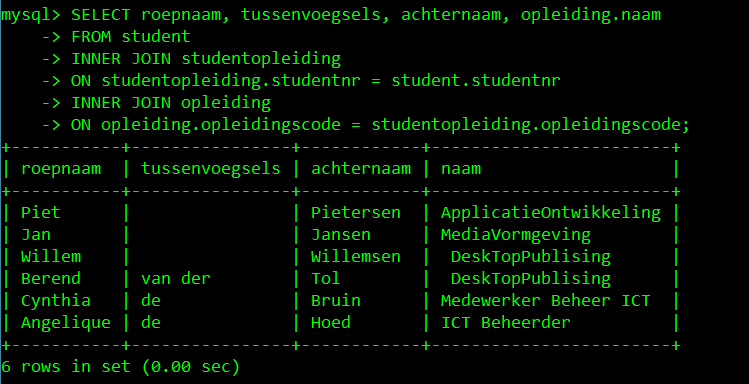 mysql> SELECT roepnaam, tussenvoegsels, achternaam, opleiding.naam
    -> FROM student
    -> INNER JOIN studentopleiding
    -> ON studentopleiding.studentnr = student.studentnr
    -> INNER JOIN opleiding
    -> ON opleiding.opleidingscode = studentopleiding.opleidingscode;
+-----------+----------------+------------+------------------------+
| roepnaam  | tussenvoegsels | achternaam | naam                   |
+-----------+----------------+------------+------------------------+
| Piet      |                | Pietersen  | ApplicatieOntwikkeling |
| Jan       |                | Jansen     | MediaVormgeving        |
| Willem    |                | Willemsen  |  DeskTopPublising      |
| Berend    | van der        | Tol        |  DeskTopPublising      |
| Cynthia   | de             | Bruin      | Medewerker Beheer ICT  |
| Angelique | de             | Hoed       | ICT Beheerder          |
+-----------+----------------+------------+------------------------+
6 rows in set (0.00 sec)